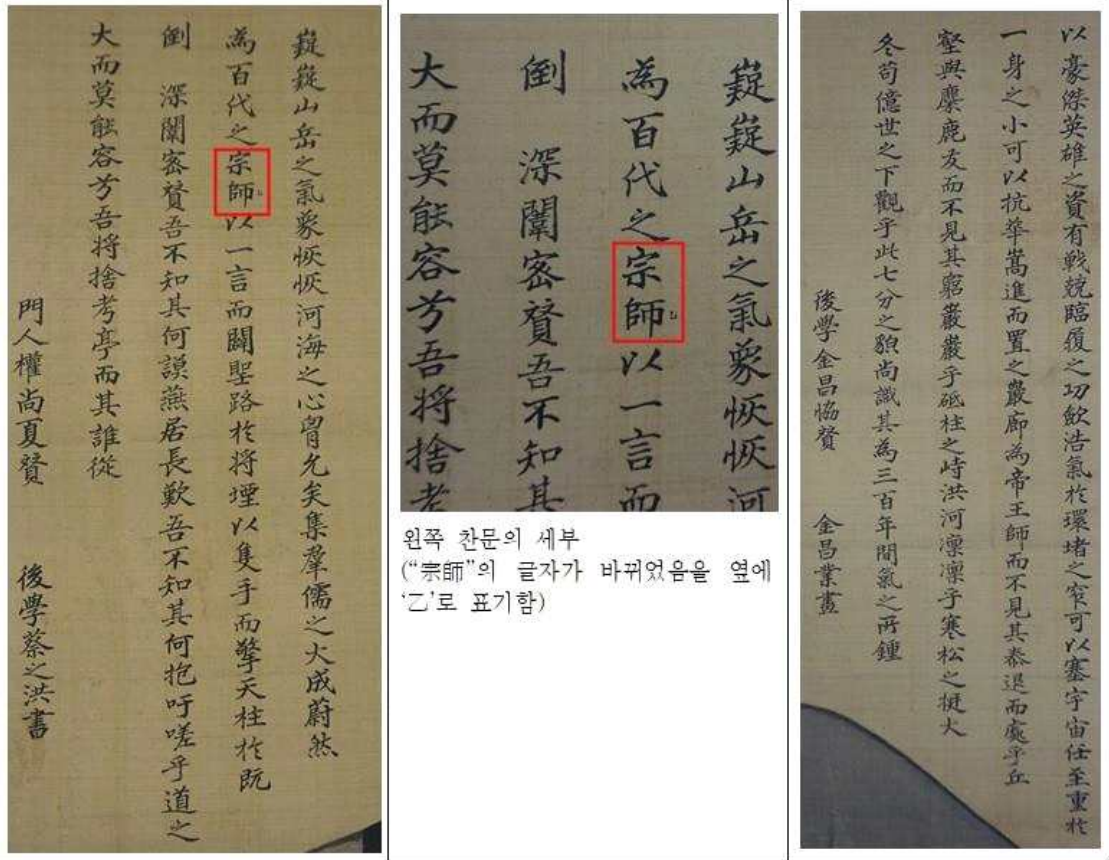 嶷嶷山岳之氣象恢恢河海之心胷允矣集羣儒之大成蔚然
為百代之宗師乙以一言而闢聖路於將堙以隻手而擎天柱於既
倒 深闈密贊吾不知其何謨燕居長歎吾不知其何抱吁嗟乎道之
大而莫能容兮吾將捨考亭而其誰從
門人權尚夏贊
後學蔡之洪書
嶷嶷山岳之氣象恢恢河
為百代之宗師乙以一言而
倒 深闈密贊吾不知其
大而莫能容兮吾將捨考
왼쪽 찬문의 세부
(“宗師”의 글자가 바뀌었음을 옆에
‘乙’로 표기함)
以豪傑英雄之資有戰兢臨履之功斂浩氣於環堵之窄可以塞宇宙任至重於
一身之小可以抗華嵩進而置之巖廊為帝王師而不見其泰退而處乎丘
壑與麋鹿友而不見其窮巖巖乎砥柱之峙洪河凜凜乎寒松之挺大
冬苟億世之下觀乎此七分之貌尚識其為三百年間氣之所鍾
後學金昌協贊
金昌業畫